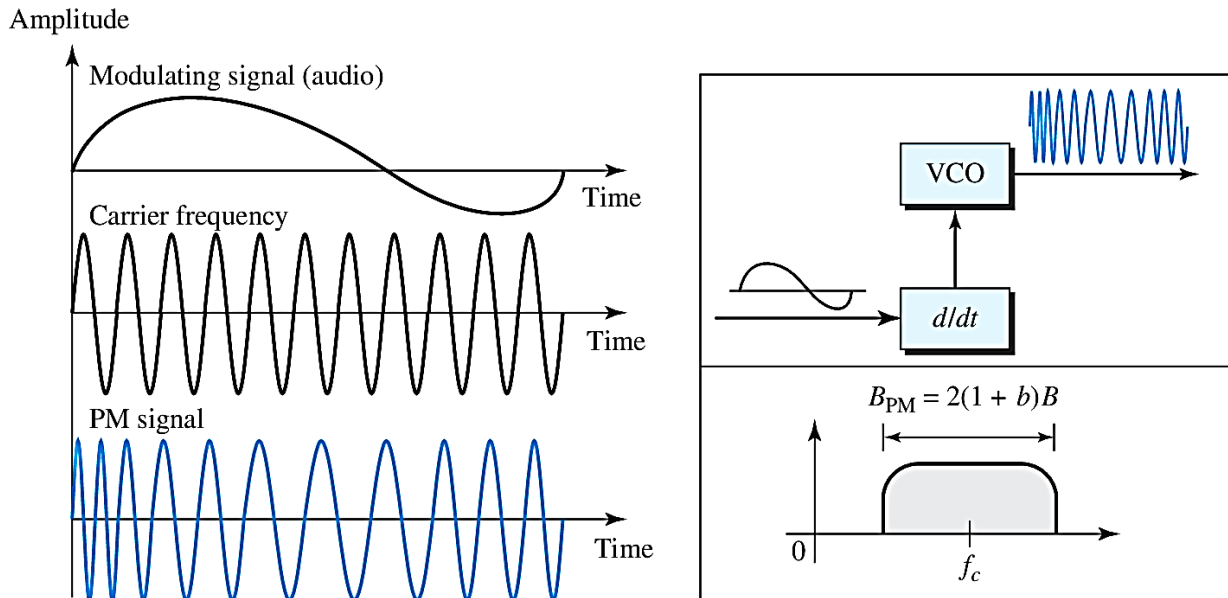 Amplitude
Modulating signal (audio)
Time
Carrier frequency
Time
PM signal
Time
VCO
d/dt
B_PM = 2(1 + b)B
0
f_c